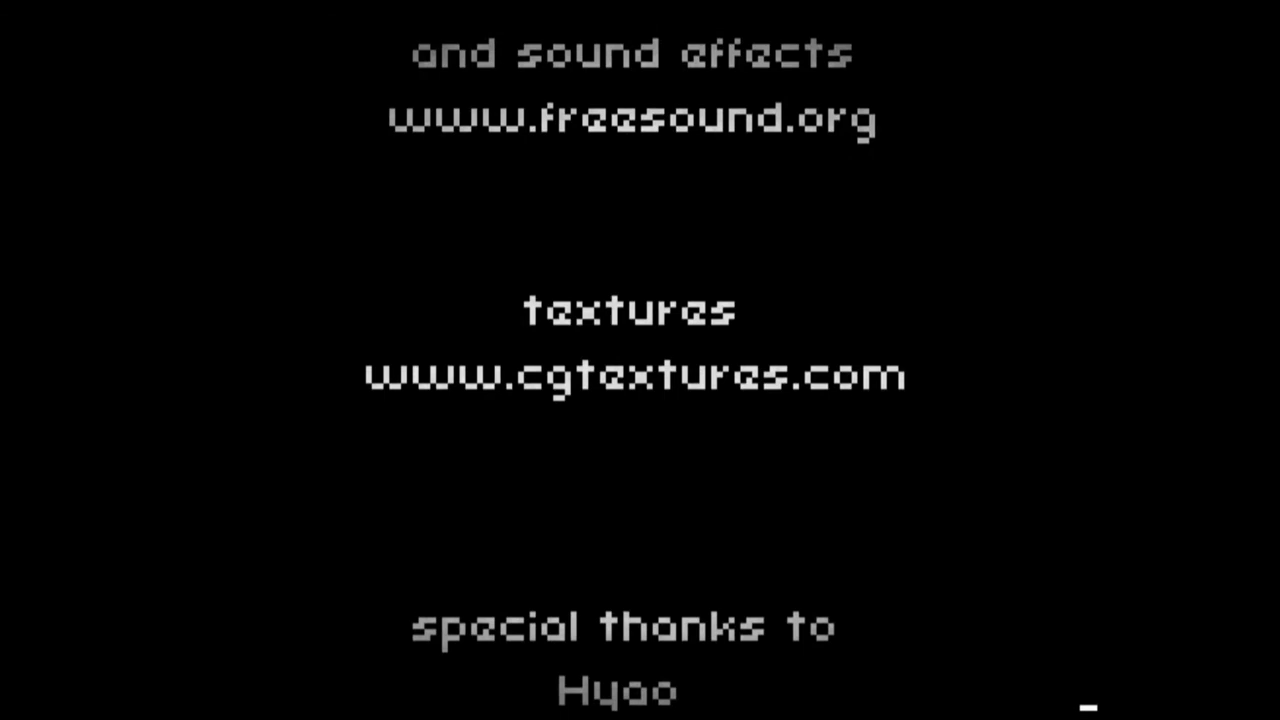 and sound effects
www.freesound.org
textures
www.cgtextures.com
special thanks to
Hyao